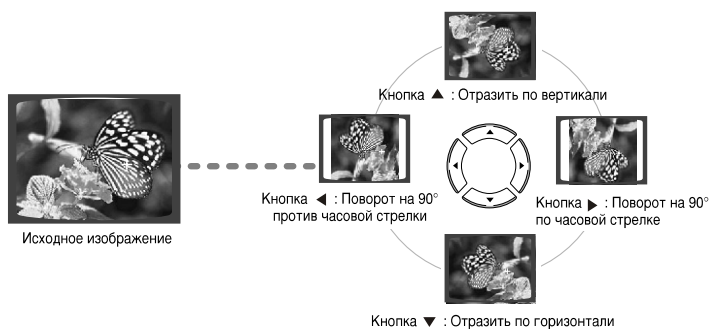 Кнопка ▲ : Отразить по вертикали
Кнопка ◀ : Поворот на 90°
против часовой стрелки
Кнопка ▶ : Поворот на 90°
по часовой стрелке
Исходное изображение
Кнопка ▼ : Отразить по горизонтали